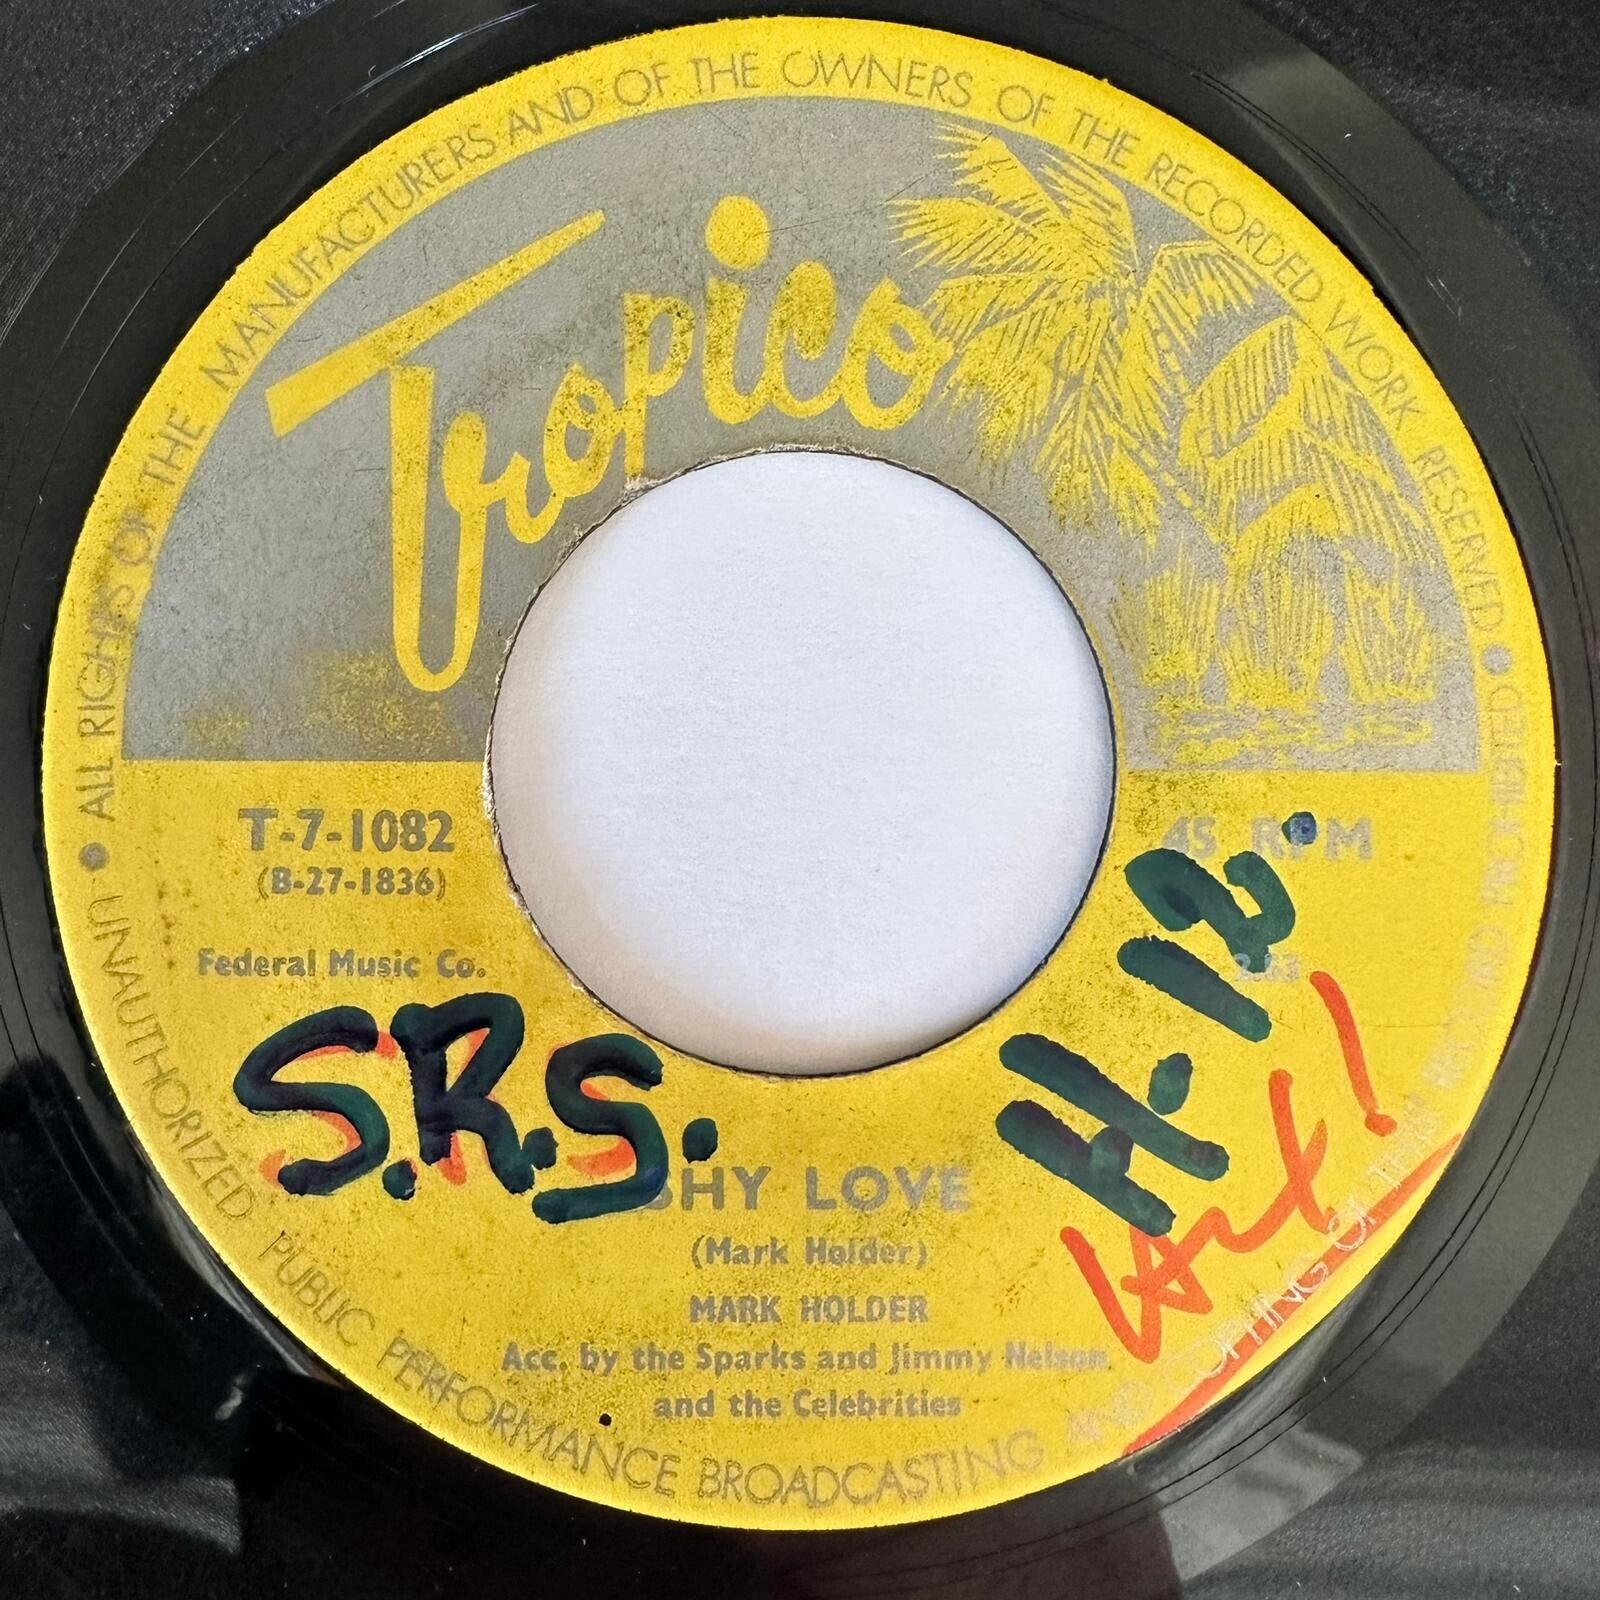 ALL RIGHTS OF THE MANUFACTURERS AND OF THE OWNERS OF THE RECORDED WORK RESERVED
Tropico
T-7-1082
(B-27-1836)
45 RPM
Federal Music Co.
H-12.
S.R.S.
Art!
SHY LOVE
(Mark Holder)
MARK HOLDER
Acc. by the Sparks and Jimmy Nelson
and the Celebrities
UNAUTHORIZED PUBLIC PERFORMANCE BROADCASTING AND COPYING OF THIS RECORD PROHIBITED